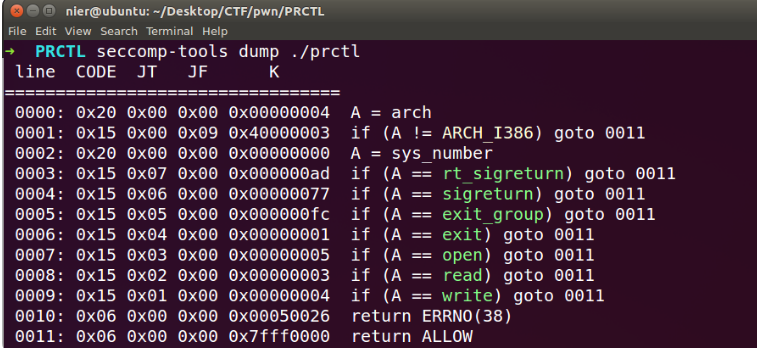 nier@ubuntu: ~/Desktop/CTF/pwn/PRCTL
File Edit View Search Terminal Help
→ PRCTL seccomp-tools dump ./prctl
line CODE JT JF K
=================================
0000: 0x20 0x00 0x00 0x00000004 A = arch
0001: 0x15 0x00 0x09 0x40000003 if (A != ARCH_I386) goto 0011
0002: 0x20 0x00 0x00 0x00000000 A = sys_number
0003: 0x15 0x07 0x00 0x000000ad if (A == rt_sigreturn) goto 0011
0004: 0x15 0x06 0x00 0x00000077 if (A == sigreturn) goto 0011
0005: 0x15 0x05 0x00 0x000000fc if (A == exit_group) goto 0011
0006: 0x15 0x04 0x00 0x00000001 if (A == exit) goto 0011
0007: 0x15 0x03 0x00 0x00000005 if (A == open) goto 0011
0008: 0x15 0x02 0x00 0x00000003 if (A == read) goto 0011
0009: 0x15 0x01 0x00 0x00000004 if (A == write) goto 0011
0010: 0x06 0x00 0x00 0x00050026 return ERRNO(38)
0011: 0x06 0x00 0x00 0x7fff0000 return ALLOW